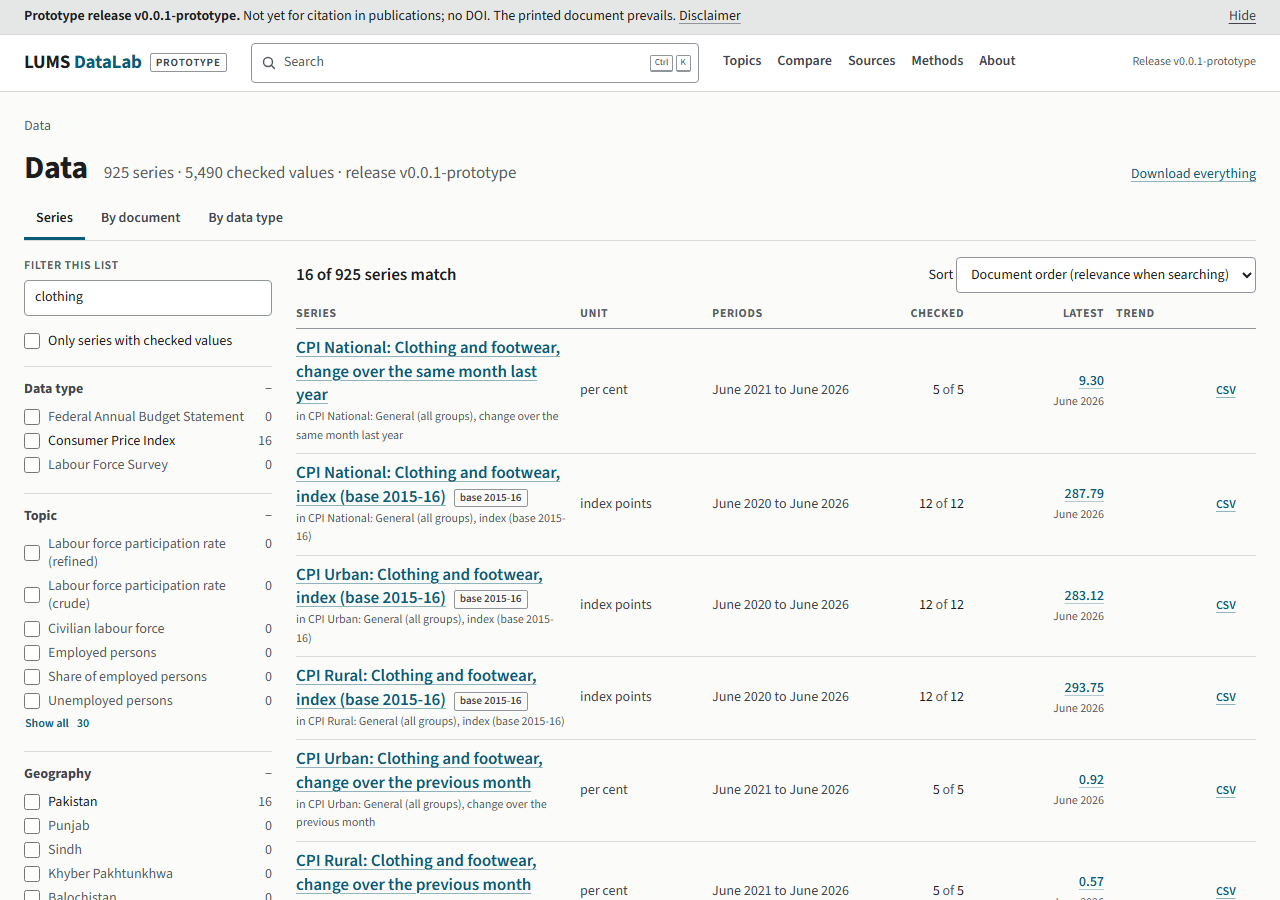 Prototype release v0.0.1-prototype. Not yet for citation in publications; no DOI. The printed document prevails. Disclaimer Hide
LUMS DataLab PROTOTYPE Search Ctrl K Topics Compare Sources Methods About Release v0.0.1-prototype
Data
Data 925 series · 5,490 checked values · release v0.0.1-prototype Download everything
Series By document By data type
FILTER THIS LIST
clothing
Only series with checked values
Data type −
Federal Annual Budget Statement 0
Consumer Price Index 16
Labour Force Survey 0
Topic −
Labour force participation rate 0
(refined)
Labour force participation rate 0
(crude)
Civilian labour force 0
Employed persons 0
Share of employed persons 0
Unemployed persons 0
Show all 30
Geography −
Pakistan 16
Punjab 0
Sindh 0
Khyber Pakhtunkhwa 0
Balochistan 0
16 of 925 series match Sort Document order (relevance when searching)
SERIES UNIT PERIODS CHECKED LATEST TREND
CPI National: Clothing and footwear,
change over the same month last
year
in CPI National: General (all groups), change over the
same month last year
per cent June 2021 to June 2026 5 of 5 9.30 CSV
June 2026
CPI National: Clothing and footwear,
index (base 2015-16) base 2015-16
in CPI National: General (all groups), index (base 2015-
16)
index points June 2020 to June 2026 12 of 12 287.79 CSV
June 2026
CPI Urban: Clothing and footwear,
index (base 2015-16) base 2015-16
in CPI Urban: General (all groups), index (base 2015-
16)
index points June 2020 to June 2026 12 of 12 283.12 CSV
June 2026
CPI Rural: Clothing and footwear,
index (base 2015-16) base 2015-16
in CPI Rural: General (all groups), index (base 2015-16)
index points June 2020 to June 2026 12 of 12 293.75 CSV
June 2026
CPI Urban: Clothing and footwear,
change over the previous month
in CPI Urban: General (all groups), change over the
previous month
per cent June 2021 to June 2026 5 of 5 0.92 CSV
June 2026
CPI Rural: Clothing and footwear,
change over the previous month
per cent June 2021 to June 2026 5 of 5 0.57 CSV